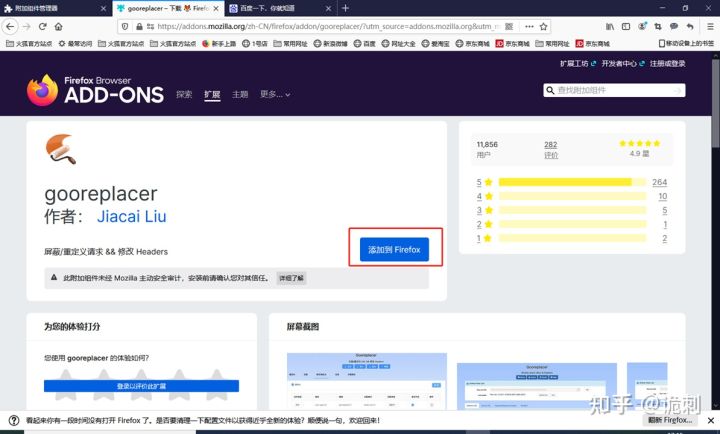 附加组件管理器
gooreplacer – 下载 🦊 Firefox
百度一下，你就知道
https://addons.mozilla.org/zh-CN/firefox/addon/gooreplacer/?utm_source=addons.mozilla.org&utm_m
火狐官方站点 最常访问 火狐官方站点 新手上路 1号店 常用网址 新浪微博 百度 网址大全 爱淘宝 京东商城 京东商城 常用网址 京东商城 移动设备上的书签
扩展工坊 开发者中心 注册或登录
Firefox Browser
ADD-ONS
探索 扩展 主题 更多...
查找附加组件
gooreplacer
作者： Jiacai Liu
屏蔽/重定义请求 && 修改 Headers
添加到 Firefox
此附加组件未经 Mozilla 主动安全审计，安装前请确认您对其信任。 详细了解
11,856 282
用户 评价 4.9 星
5 264
4 10
3 5
2 1
1 2
为您的体验打分
您使用 gooreplacer 的体验如何？
登录以评价此扩展
屏幕截图
Gooreplacer
Gooreplacer
看起来你有一段时间没有打开 Firefox 了。是否要清理一下配置文件以获得近乎全新的体验？顺便说一句，欢迎回来！
翻新 Firefox...
知乎 @诡刺